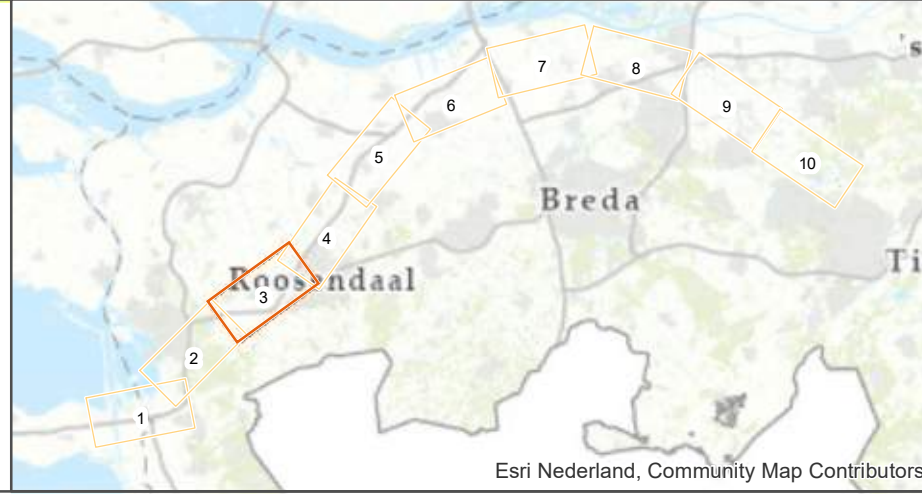 's
7
8
6
9
5
10
Breda
4
Ti
Roosendaal
3
2
1
Esri Nederland, Community Map Contributors